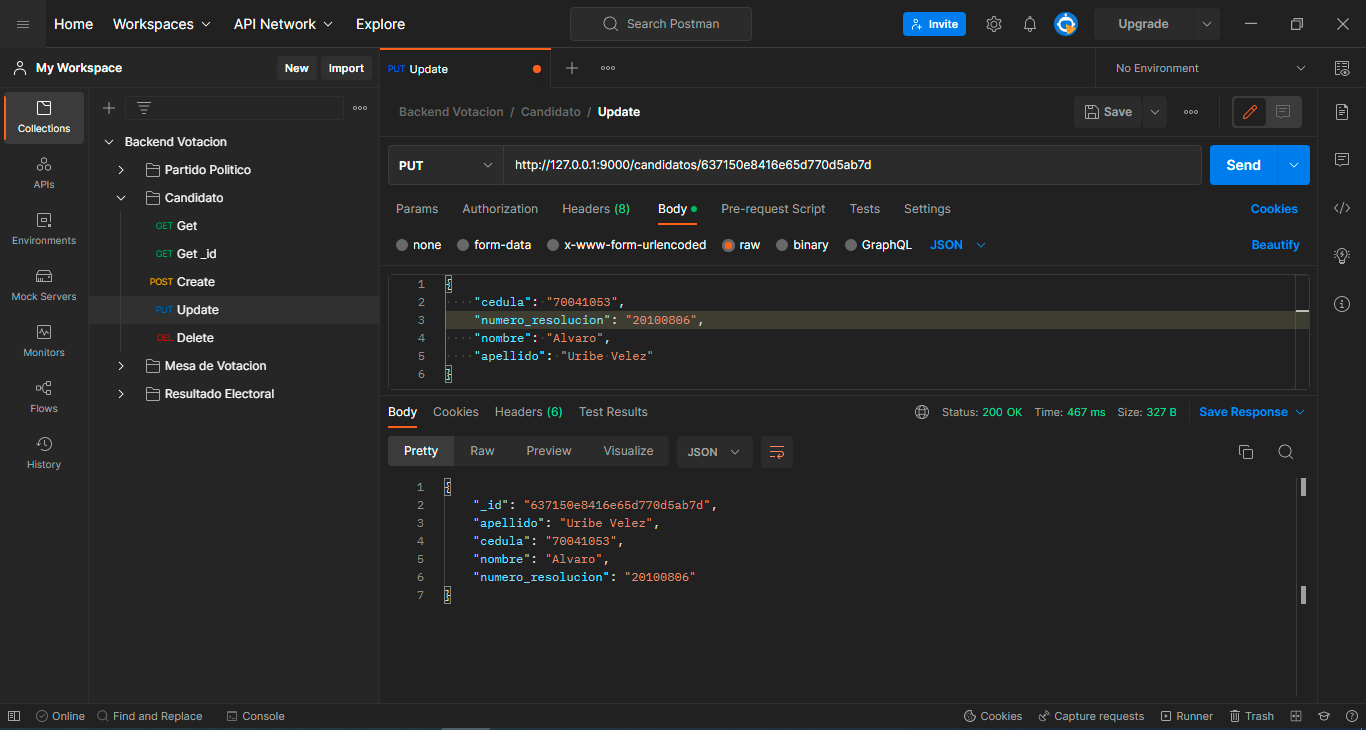 Home Workspaces API Network Explore Search Postman Invite Upgrade
My Workspace New Import PUT Update No Environment
Collections
APIs
Environments
Mock Servers
Monitors
Flows
History
Backend Votacion
Partido Politico
Candidato
GET Get
GET Get _id
POST Create
PUT Update
DEL Delete
Mesa de Votacion
Resultado Electoral
Backend Votacion / Candidato / Update Save
PUT http://127.0.0.1:9000/candidatos/637150e8416e65d770d5ab7d Send
Params Authorization Headers (8) Body Pre-request Script Tests Settings Cookies
none form-data x-www-form-urlencoded raw binary GraphQL JSON Beautify
1 {
2 ····"cedula":·"70041053",
3 ····"numero_resolucion":·"20100806",
4 ····"nombre":·"Alvaro",
5 ····"apellido":·"Uribe·Velez"
6 }
Body Cookies Headers (6) Test Results Status: 200 OK Time: 467 ms Size: 327 B Save Response
Pretty Raw Preview Visualize JSON
1 {
2 "_id": "637150e8416e65d770d5ab7d",
3 "apellido": "Uribe Velez",
4 "cedula": "70041053",
5 "nombre": "Alvaro",
6 "numero_resolucion": "20100806"
7 }
Online Find and Replace Console Cookies Capture requests Runner Trash